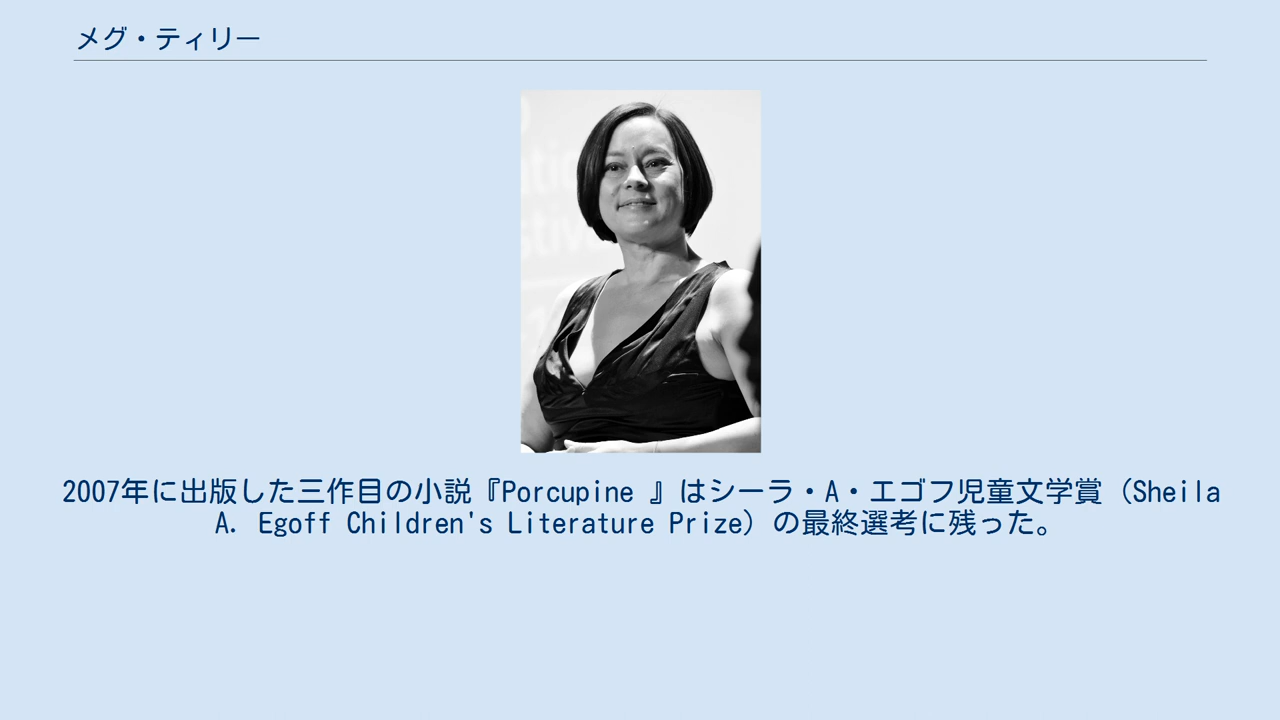 メグ・ティリー
2007年に出版した三作目の小説『Porcupine 』はシーラ・A・エゴフ児童文学賞（Sheila
A. Egoff Children's Literature Prize）の最終選考に残った。